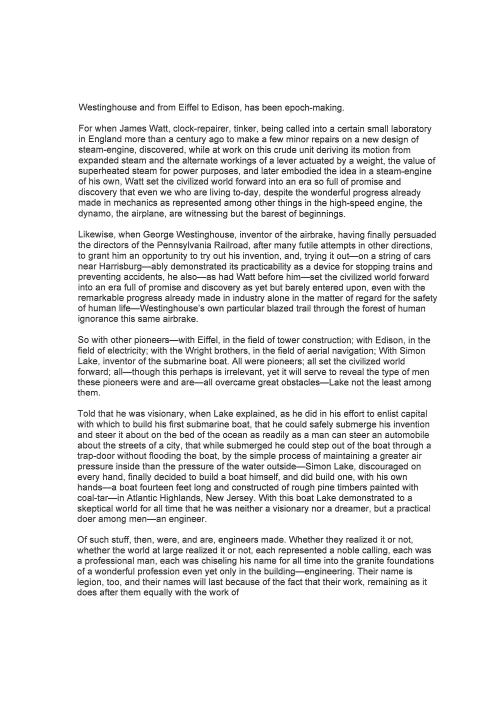 Westinghouse and from Eiffel to Edison, has been epoch-making.
For when James Watt, clock-repairer, tinker, being called into a certain small laboratory
in England more than a century ago to make a few minor repairs on a new design of
steam-engine, discovered, while at work on this crude unit deriving its motion from
expanded steam and the alternate workings of a lever actuated by a weight, the value of
superheated steam for power purposes, and later embodied the idea in a steam-engine
of his own, Watt set the civilized world forward into an era so full of promise and
discovery that even we who are living to-day, despite the wonderful progress already
made in mechanics as represented among other things in the high-speed engine, the
dynamo, the airplane, are witnessing but the barest of beginnings.
Likewise, when George Westinghouse, inventor of the airbrake, having finally persuaded
the directors of the Pennsylvania Railroad, after many futile attempts in other directions,
to grant him an opportunity to try out his invention, and, trying it out—on a string of cars
near Harrisburg—ably demonstrated its practicability as a device for stopping trains and
preventing accidents, he also—as had Watt before him—set the civilized world forward
into an era full of promise and discovery as yet but barely entered upon, even with the
remarkable progress already made in industry alone in the matter of regard for the safety
of human life—Westinghouse's own particular blazed trail through the forest of human
ignorance this same airbrake.
So with other pioneers—with Eiffel, in the field of tower construction; with Edison, in the
field of electricity; with the Wright brothers, in the field of aerial navigation; With Simon
Lake, inventor of the submarine boat. All were pioneers; all set the civilized world
forward; all—though this perhaps is irrelevant, yet it will serve to reveal the type of men
these pioneers were and are—all overcame great obstacles—Lake not the least among
them.
Told that he was visionary, when Lake explained, as he did in his effort to enlist capital
with which to build his first submarine boat, that he could safely submerge his invention
and steer it about on the bed of the ocean as readily as a man can steer an automobile
about the streets of a city, that while submerged he could step out of the boat through a
trap-door without flooding the boat, by the simple process of maintaining a greater air
pressure inside than the pressure of the water outside—Simon Lake, discouraged on
every hand, finally decided to build a boat himself, and did build one, with his own
hands—a boat fourteen feet long and constructed of rough pine timbers painted with
coal-tar—in Atlantic Highlands, New Jersey. With this boat Lake demonstrated to a
skeptical world for all time that he was neither a visionary nor a dreamer, but a practical
doer among men—an engineer.
Of such stuff, then, were, and are, engineers made. Whether they realized it or not,
whether the world at large realized it or not, each represented a noble calling, each was
a professional man, each was chiseling his name for all time into the granite foundations
of a wonderful profession even yet only in the building—engineering. Their name is
legion, too, and their names will last because of the fact that their work, remaining as it
does after them equally with the work of